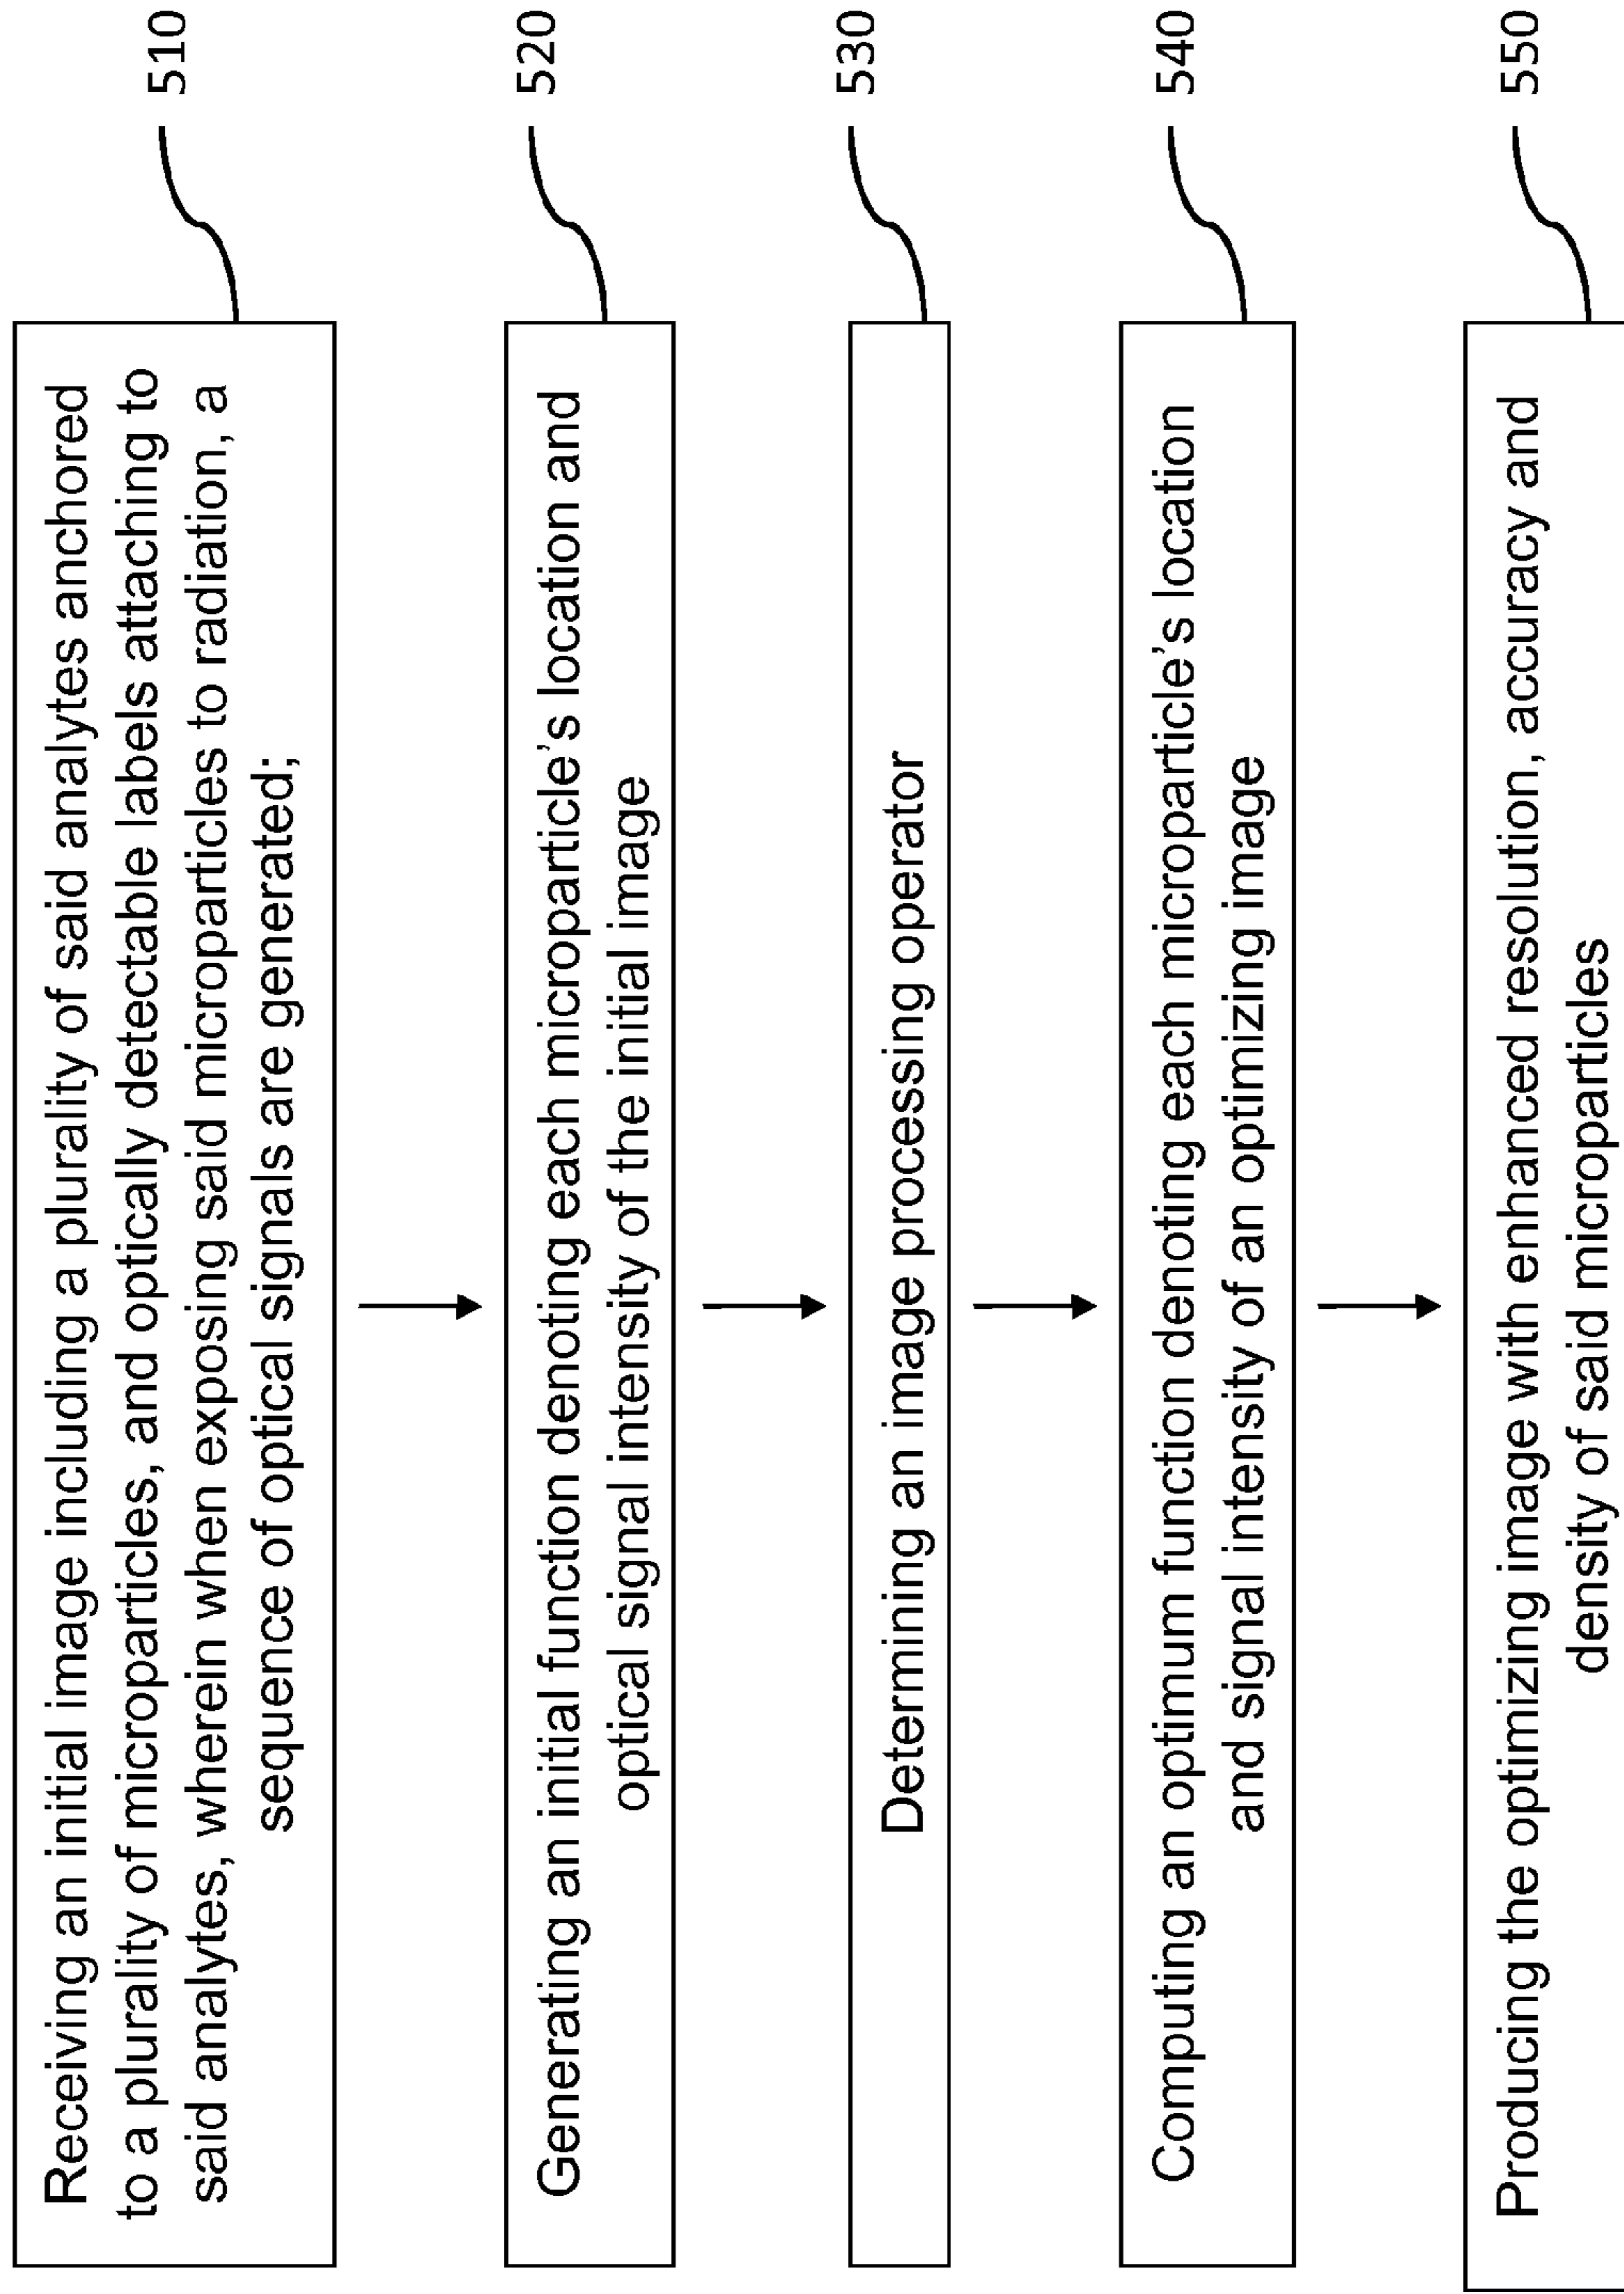 Receiving an initial image including a plurality of said analytes anchored
to a plurality of microparticles, and optically detectable labels attaching to
said analytes, wherein when exposing said microparticles to radiation, a
sequence of optical signals are generated;
510
Generating an initial function denoting each microparticle's location and
optical signal intensity of the initial image
520
Determining an image processing operator
530
Computing an optimum function denoting each microparticle's location
and signal intensity of an optimizing image
540
Producing the optimizing image with enhanced resolution, accuracy and
density of said microparticles
550